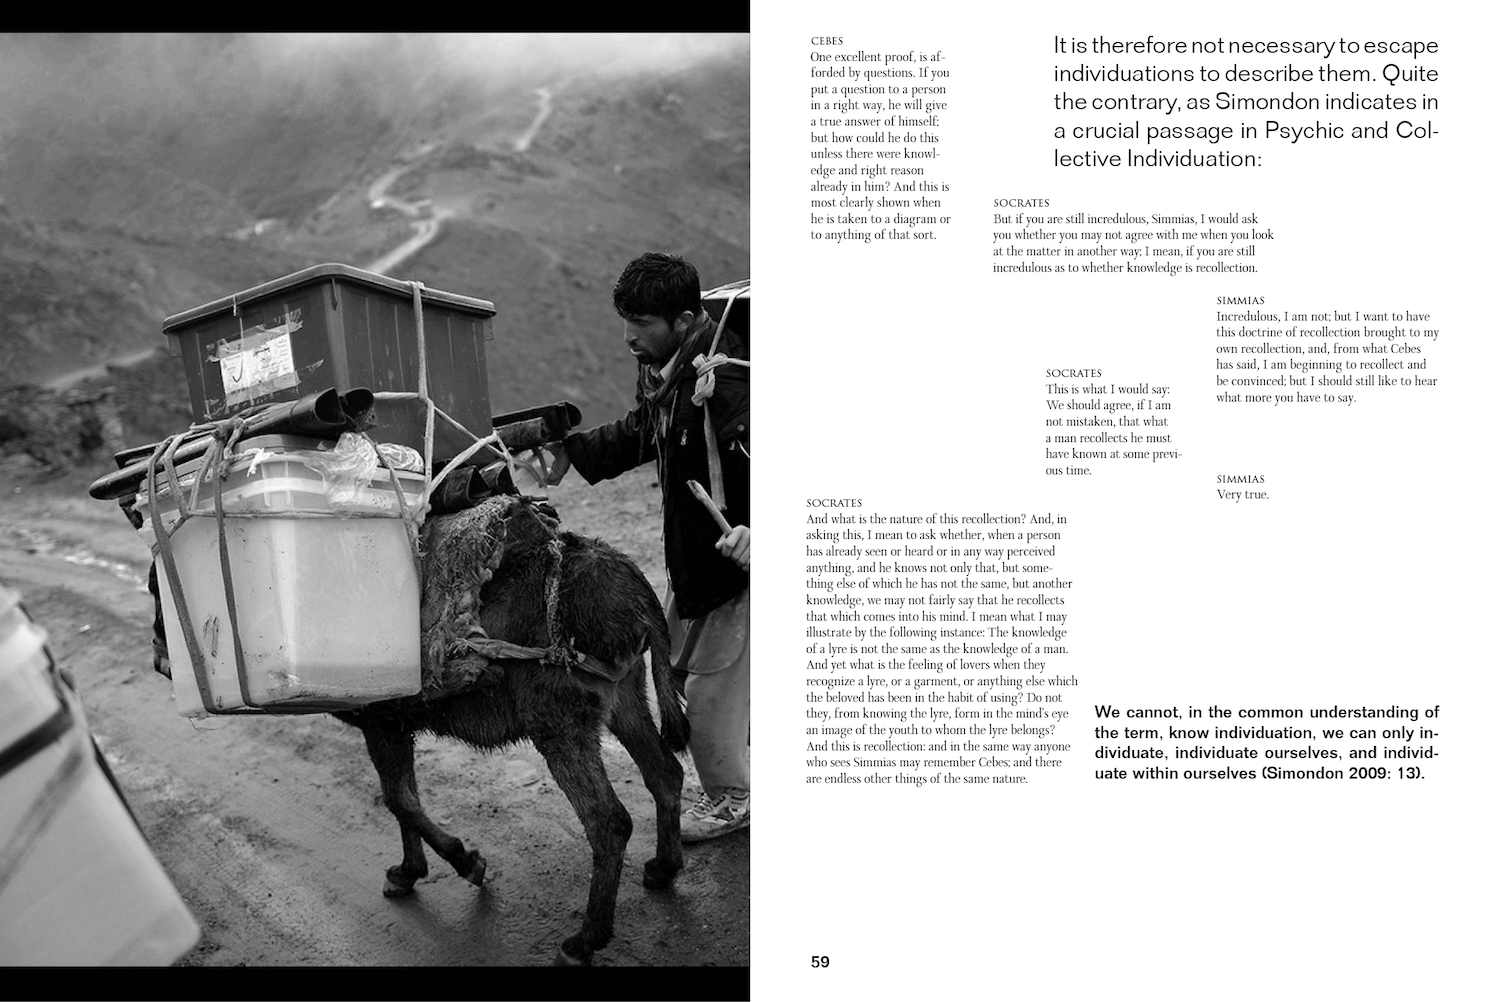 CEBES
One excellent proof, is af-
forded by questions. If you
put a question to a person
in a right way, he will give
a true answer of himself;
but how could he do this
unless there were knowl-
edge and right reason
already in him? And this is
most clearly shown when
he is taken to a diagram or
to anything of that sort.
It is therefore not necessary to escape
individuations to describe them. Quite
the contrary, as Simondon indicates in
a crucial passage in Psychic and Col-
lective Individuation:
SOCRATES
But if you are still incredulous, Simmias, I would ask
you whether you may not agree with me when you look
at the matter in another way; I mean, if you are still
incredulous as to whether knowledge is recollection.
SIMMIAS
Incredulous, I am not; but I want to have
this doctrine of recollection brought to my
own recollection, and, from what Cebes
has said, I am beginning to recollect and
be convinced; but I should still like to hear
what more you have to say.
SOCRATES
This is what I would say:
We should agree, if I am
not mistaken, that what
a man recollects he must
have known at some previ-
ous time.
SIMMIAS
Very true.
SOCRATES
And what is the nature of this recollection? And, in
asking this, I mean to ask whether, when a person
has already seen or heard or in any way perceived
anything, and he knows not only that, but some-
thing else of which he has not the same, but another
knowledge, we may not fairly say that he recollects
that which comes into his mind. I mean what I may
illustrate by the following instance: The knowledge
of a lyre is not the same as the knowledge of a man.
And yet what is the feeling of lovers when they
recognize a lyre, or a garment, or anything else which
the beloved has been in the habit of using? Do not
they, from knowing the lyre, form in the mind's eye
an image of the youth to whom the lyre belongs?
And this is recollection: and in the same way anyone
who sees Simmias may remember Cebes; and there
are endless other things of the same nature.
We cannot, in the common understanding of
the term, know individuation, we can only in-
dividuate, individuate ourselves, and individ-
uate within ourselves (Simondon 2009: 13).
59